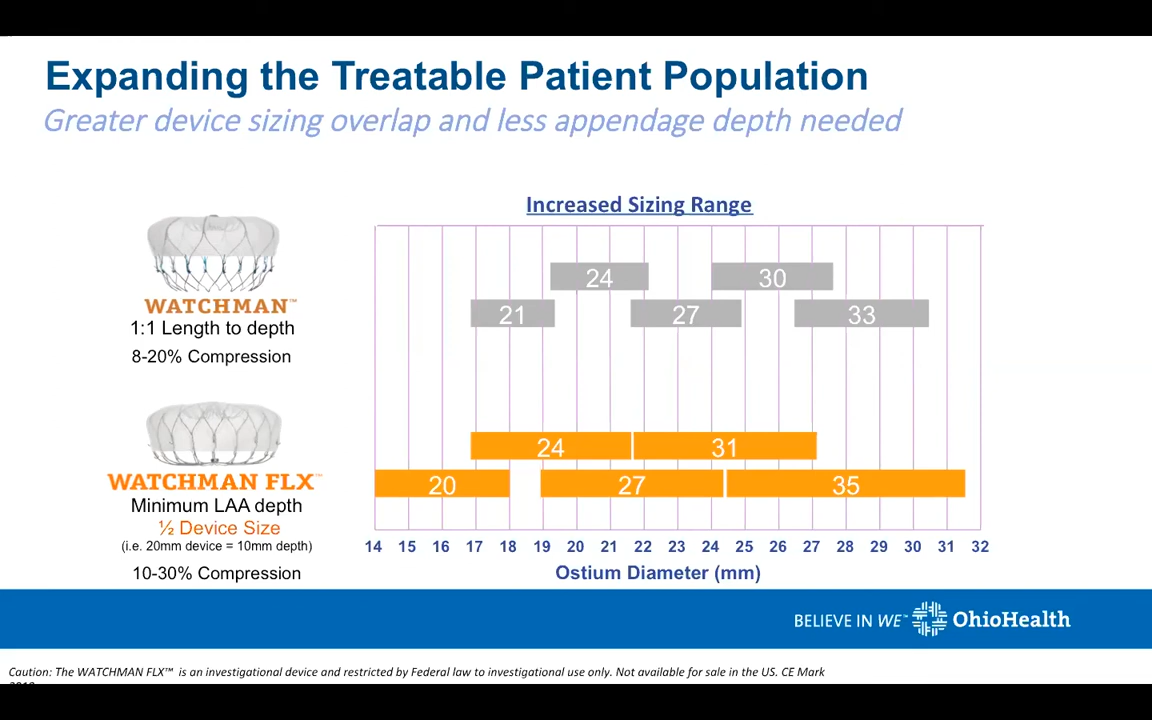 Expanding the Treatable Patient Population
Greater device sizing overlap and less appendage depth needed
Increased Sizing Range
WATCHMAN™
1:1 Length to depth
8-20% Compression
24 30
21 27 33
WATCHMAN FLX™
Minimum LAA depth
½ Device Size
(i.e. 20mm device = 10mm depth)
10-30% Compression
24 31
20 27 35
14 15 16 17 18 19 20 21 22 23 24 25 26 27 28 29 30 31 32
Ostium Diameter (mm)
BELIEVE IN WE™ OhioHealth
Caution: The WATCHMAN FLX™ is an investigational device and restricted by Federal law to investigational use only. Not available for sale in the US. CE Mark